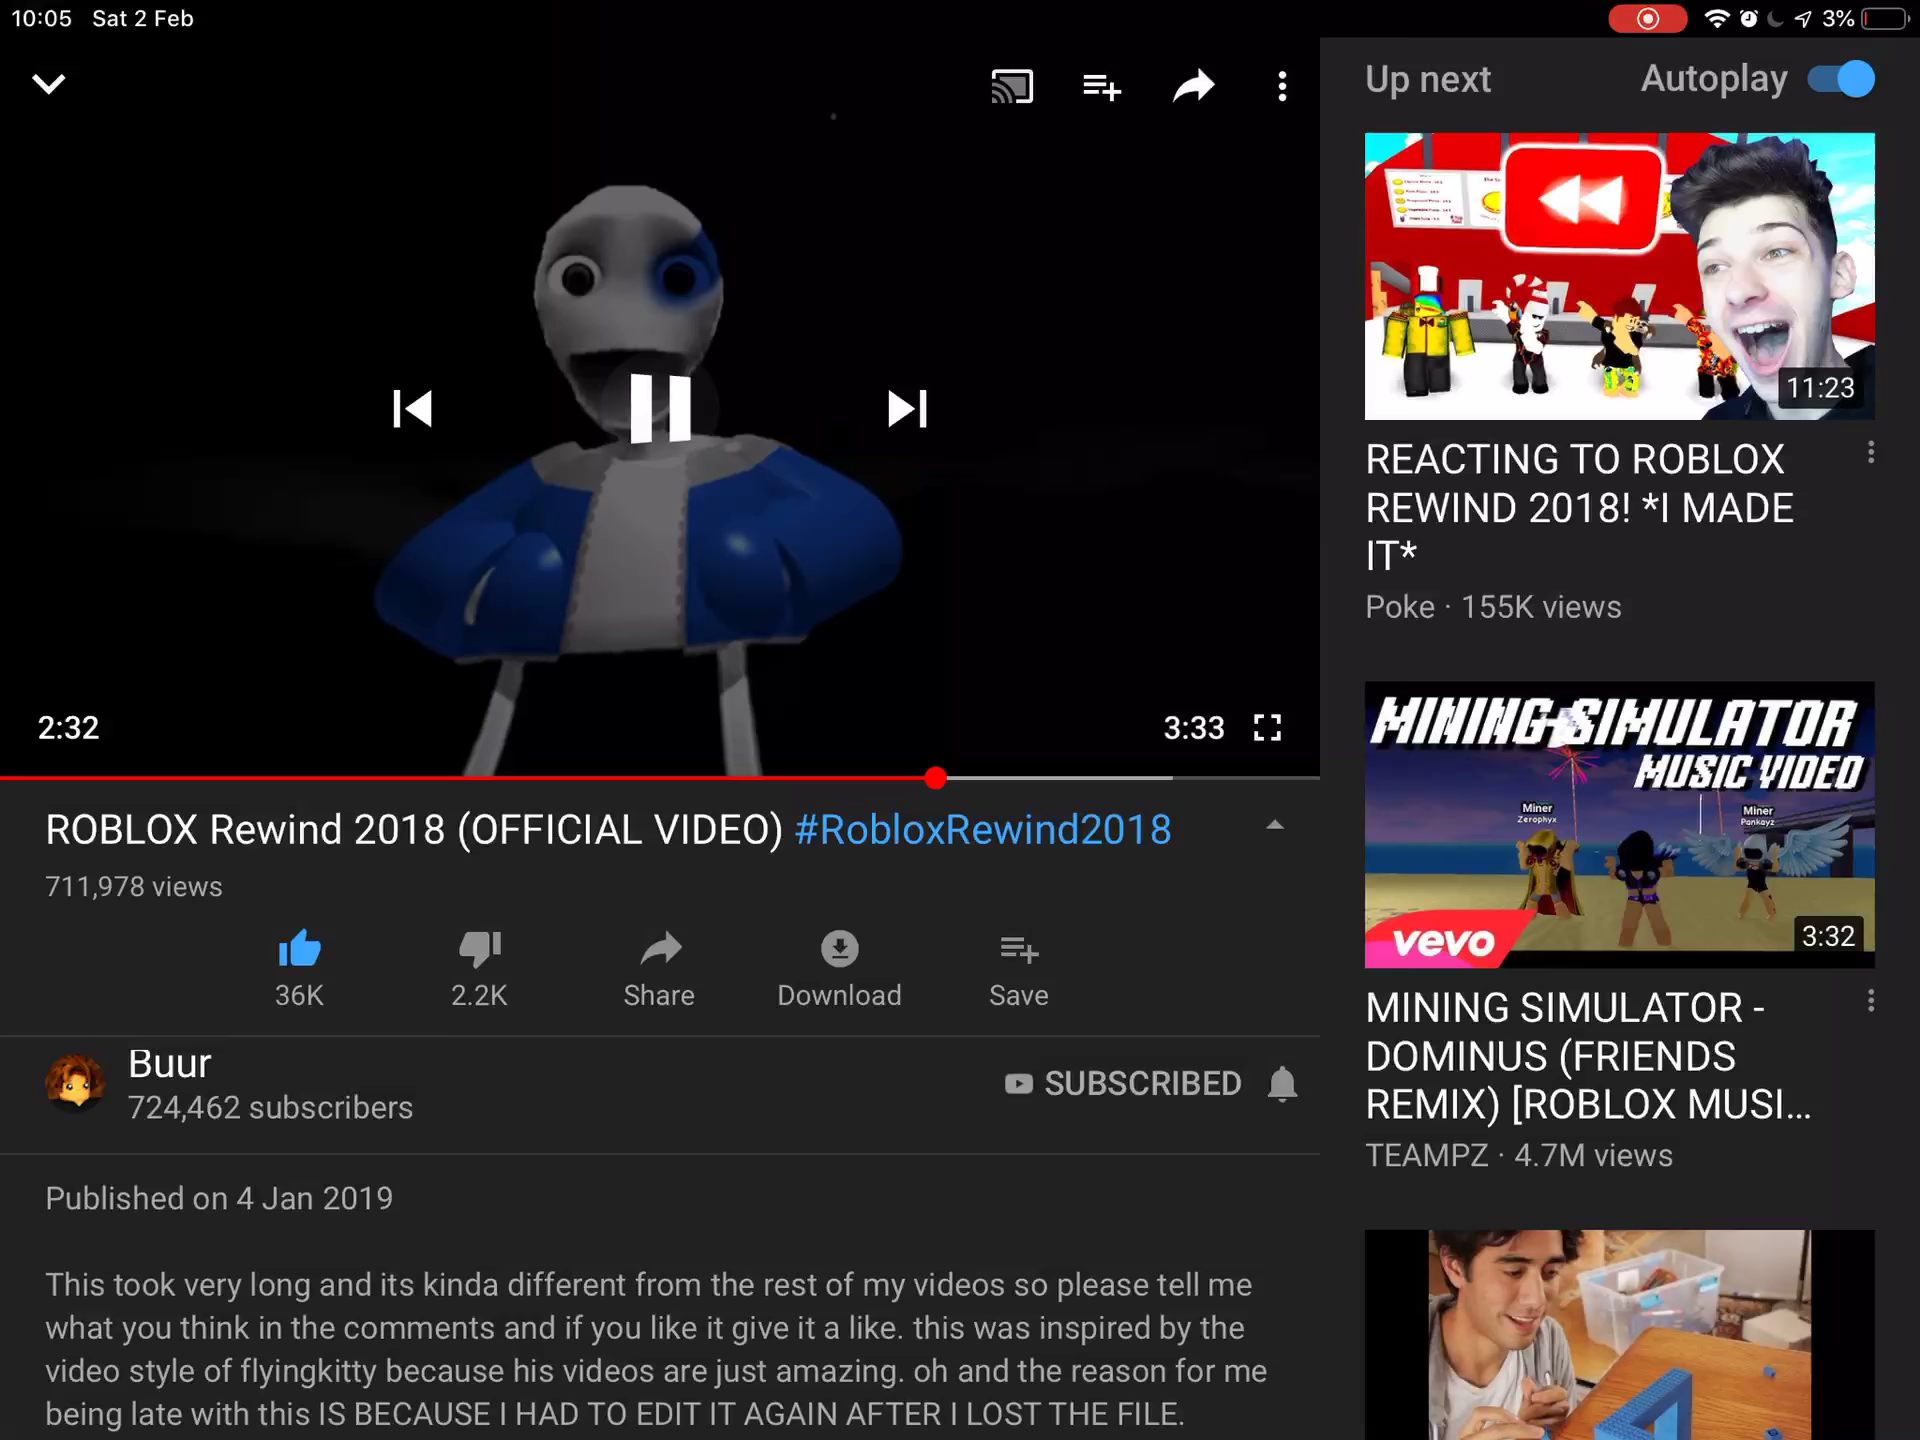 10:05 Sat 2 Feb
3%
2:32
3:33
ROBLOX Rewind 2018 (OFFICIAL VIDEO) #RobloxRewind2018
711,978 views
36K
2.2K
Share
Download
Save
Buur
724,462 subscribers
SUBSCRIBED
Published on 4 Jan 2019
This took very long and its kinda different from the rest of my videos so please tell me
what you think in the comments and if you like it give it a like. this was inspired by the
video style of flyingkitty because his videos are just amazing. oh and the reason for me
being late with this IS BECAUSE I HAD TO EDIT IT AGAIN AFTER I LOST THE FILE.
Up next
Autoplay
11:23
REACTING TO ROBLOX
REWIND 2018! *I MADE
IT*
Poke · 155K views
MINING SIMULATOR
MUSIC VIDEO
Miner
Zerophyx
Miner
Pankayz
vevo
3:32
MINING SIMULATOR -
DOMINUS (FRIENDS
REMIX) [ROBLOX MUSI...
TEAMPZ · 4.7M views